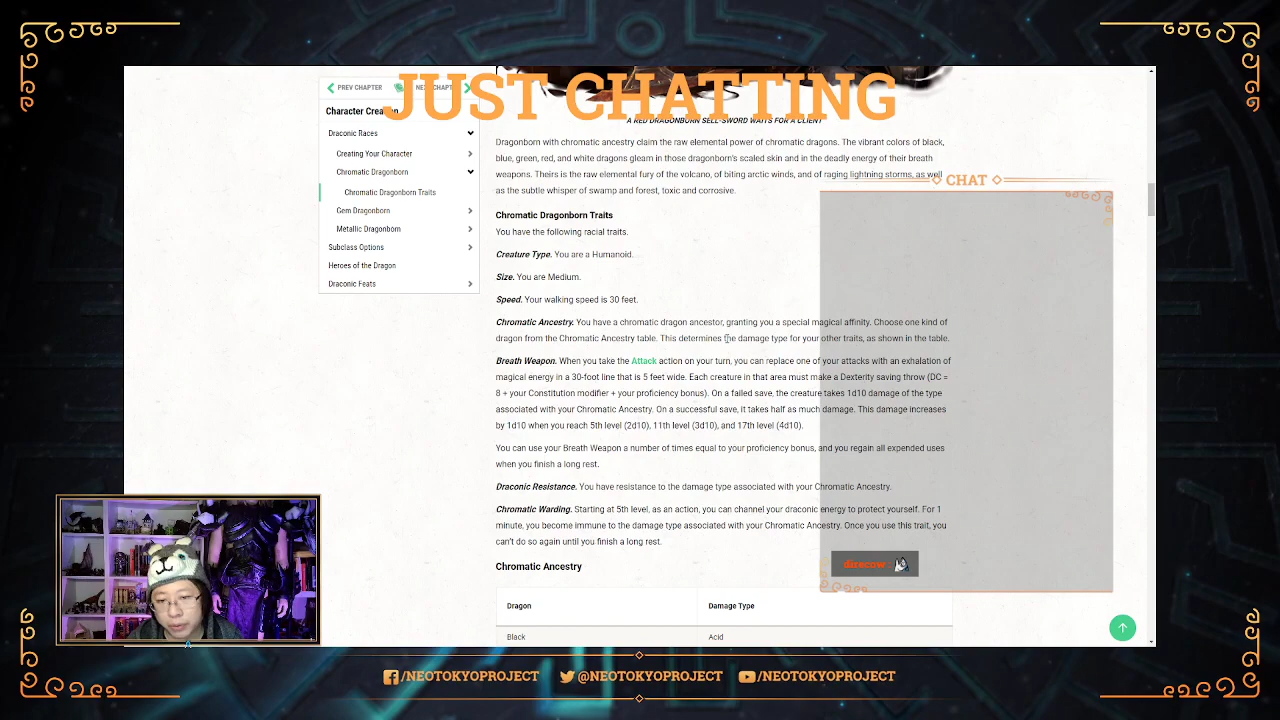 JUST CHATTING
PREV CHAPTER
NEXT CHAPT
Character Creation
Draconic Races
Creating Your Character
Chromatic Dragonborn
Chromatic Dragonborn Traits
Gem Dragonborn
Metallic Dragonborn
Subclass Options
Heroes of the Dragon
Draconic Feats
A RED DRAGONBORN SELL-SWORD WAITS FOR A CLIENT
Dragonborn with chromatic ancestry claim the raw elemental power of chromatic dragons. The vibrant colors of black,
blue, green, red, and white dragons gleam in those dragonborn's scaled skin and in the deadly energy of their breath
weapons. Theirs is the raw elemental fury of the volcano, of biting arctic winds, and of raging lightning storms, as well
as the subtle whisper of swamp and forest, toxic and corrosive.
Chromatic Dragonborn Traits
You have the following racial traits.
Creature Type. You are a Humanoid.
Size. You are Medium.
Speed. Your walking speed is 30 feet.
Chromatic Ancestry. You have a chromatic dragon ancestor, granting you a special magical affinity. Choose one kind of
dragon from the Chromatic Ancestry table. This determines the damage type for your other traits, as shown in the table.
Breath Weapon. When you take the Attack action on your turn, you can replace one of your attacks with an exhalation of
magical energy in a 30-foot line that is 5 feet wide. Each creature in that area must make a Dexterity saving throw (DC =
8 + your Constitution modifier + your proficiency bonus). On a failed save, the creature takes 1d10 damage of the type
associated with your Chromatic Ancestry. On a successful save, it takes half as much damage. This damage increases
by 1d10 when you reach 5th level (2d10), 11th level (3d10), and 17th level (4d10).
You can use your Breath Weapon a number of times equal to your proficiency bonus, and you regain all expended uses
when you finish a long rest.
Draconic Resistance. You have resistance to the damage type associated with your Chromatic Ancestry.
Chromatic Warding. Starting at 5th level, as an action, you can channel your draconic energy to protect yourself. For 1
minute, you become immune to the damage type associated with your Chromatic Ancestry. Once you use this trait, you
can't do so again until you finish a long rest.
Chromatic Ancestry
Dragon Damage Type
Black Acid
CHAT
direcow :
/NEOTOKYOPROJECT @NEOTOKYOPROJECT /NEOTOKYOPROJECT